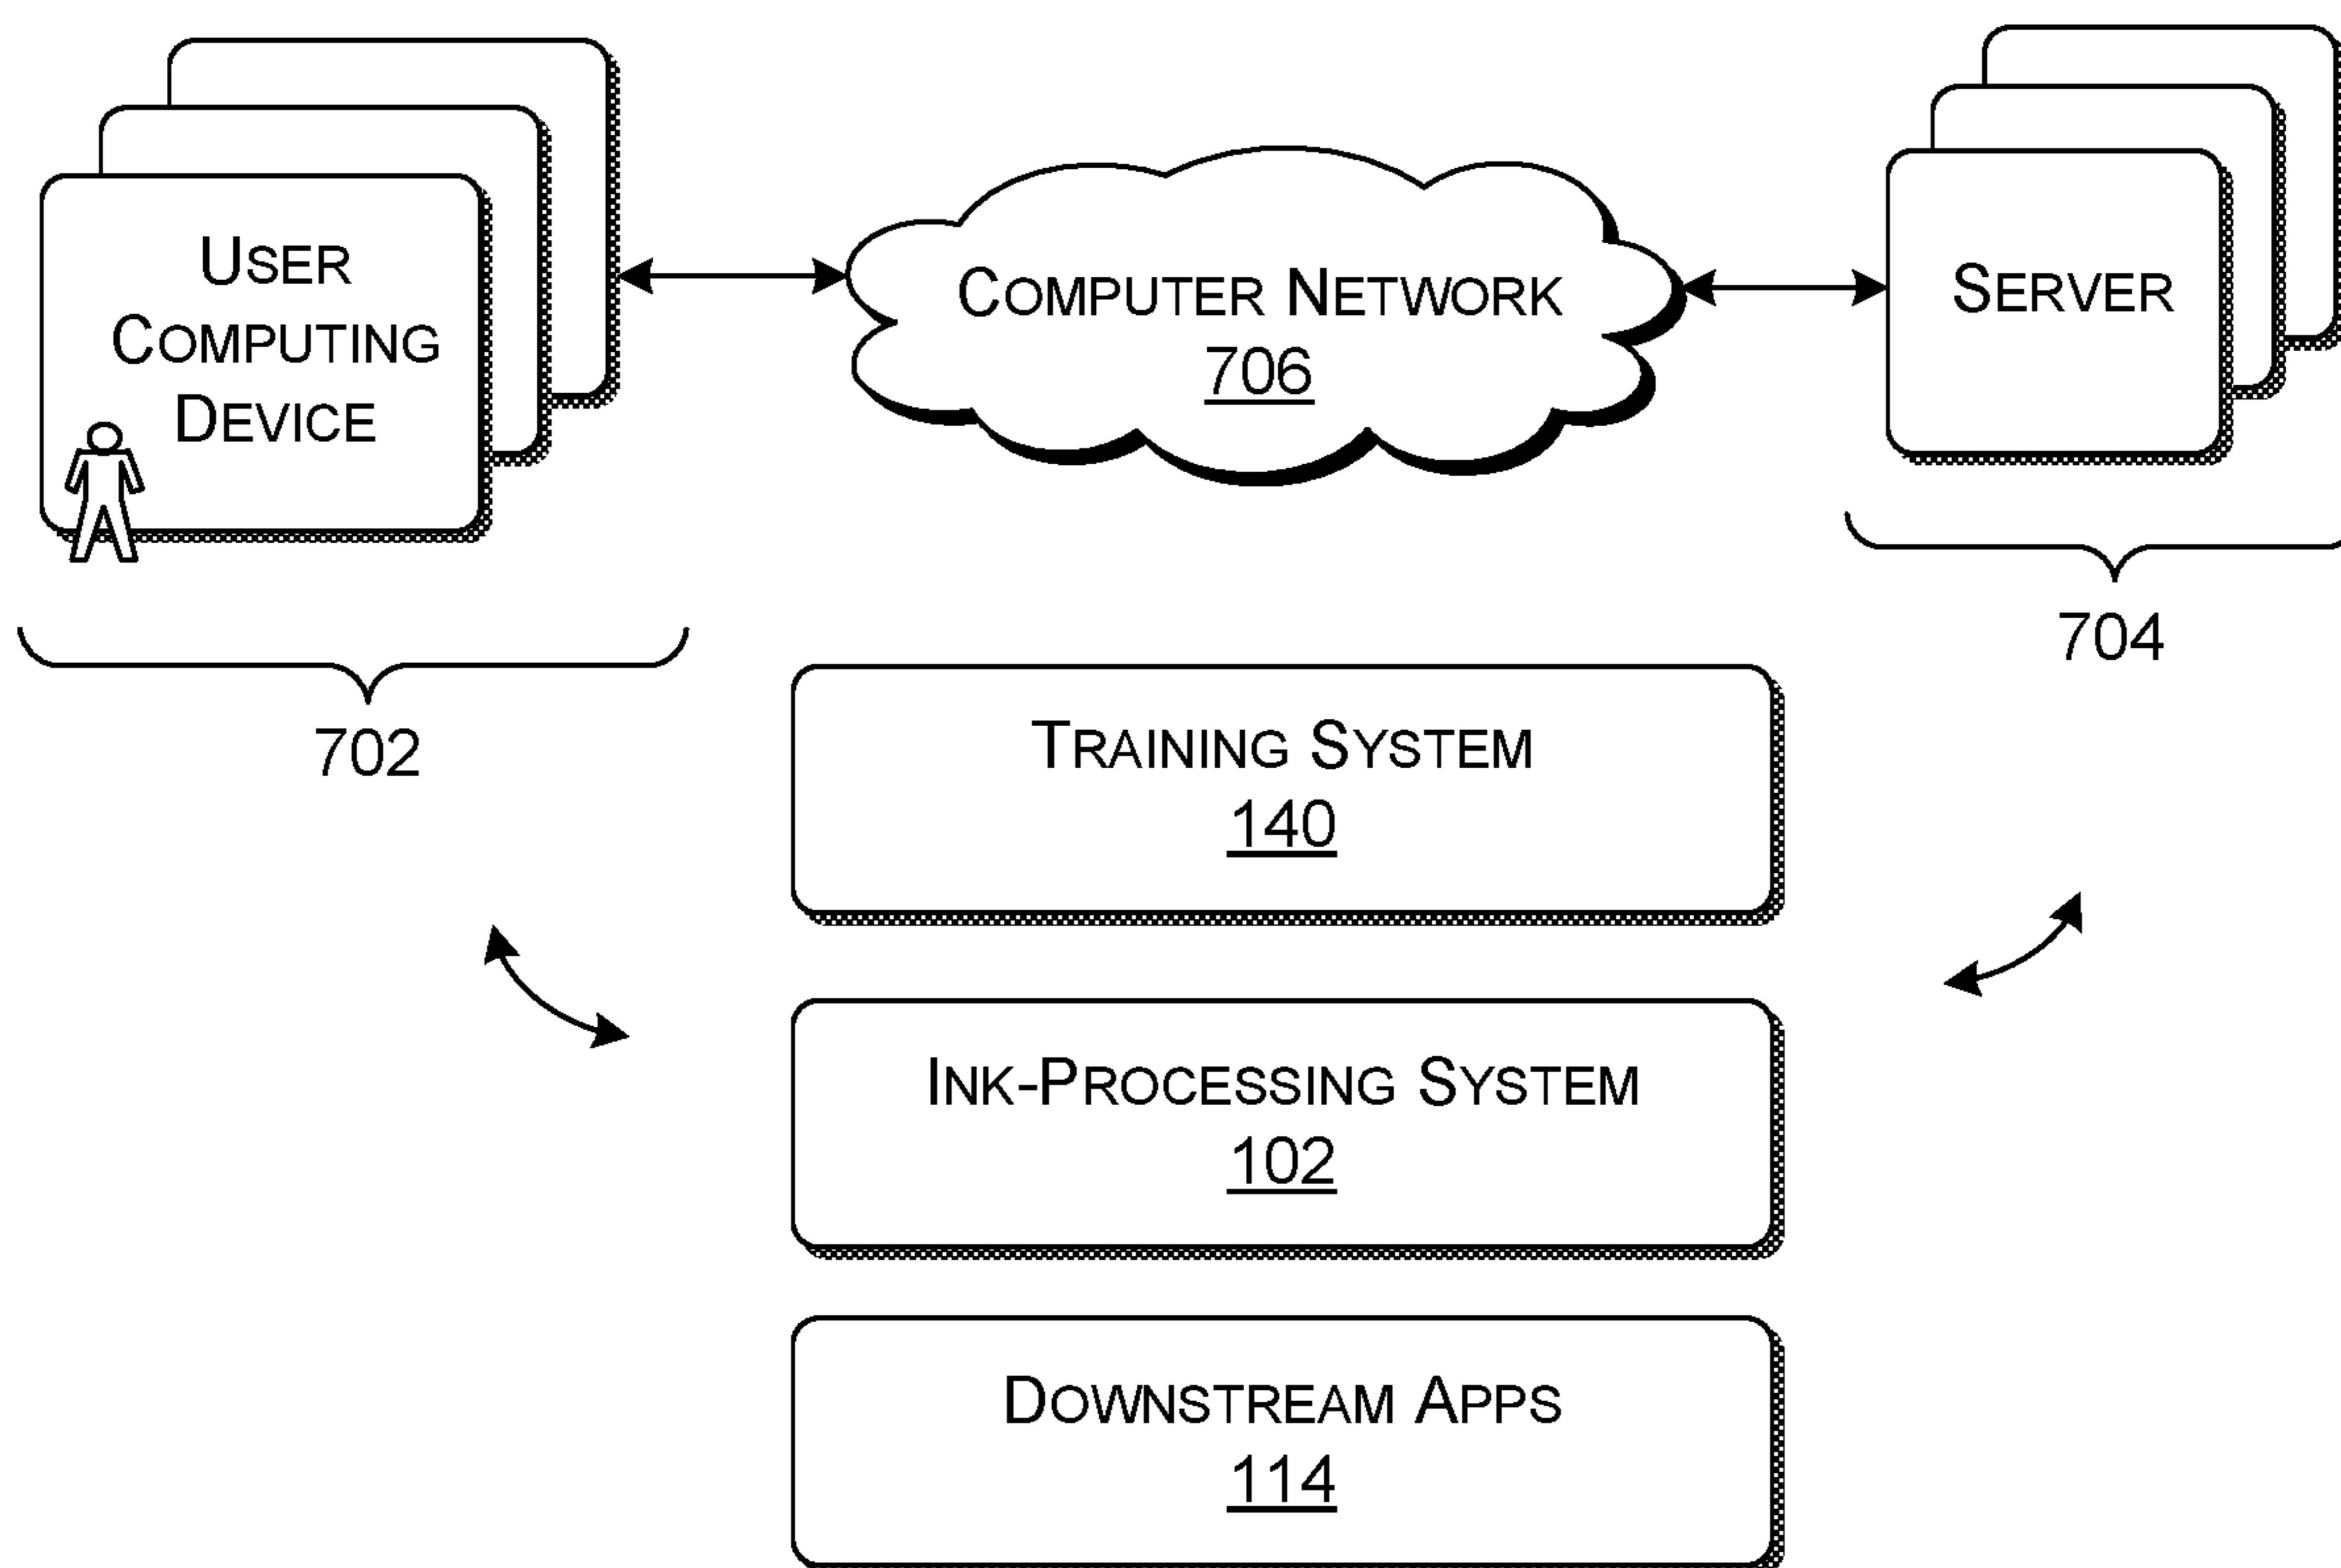 USER
COMPUTING
DEVICE
COMPUTER NETWORK
706
SERVER
702
704
TRAINING SYSTEM
140
INK-PROCESSING SYSTEM
102
DOWNSTREAM APPS
114